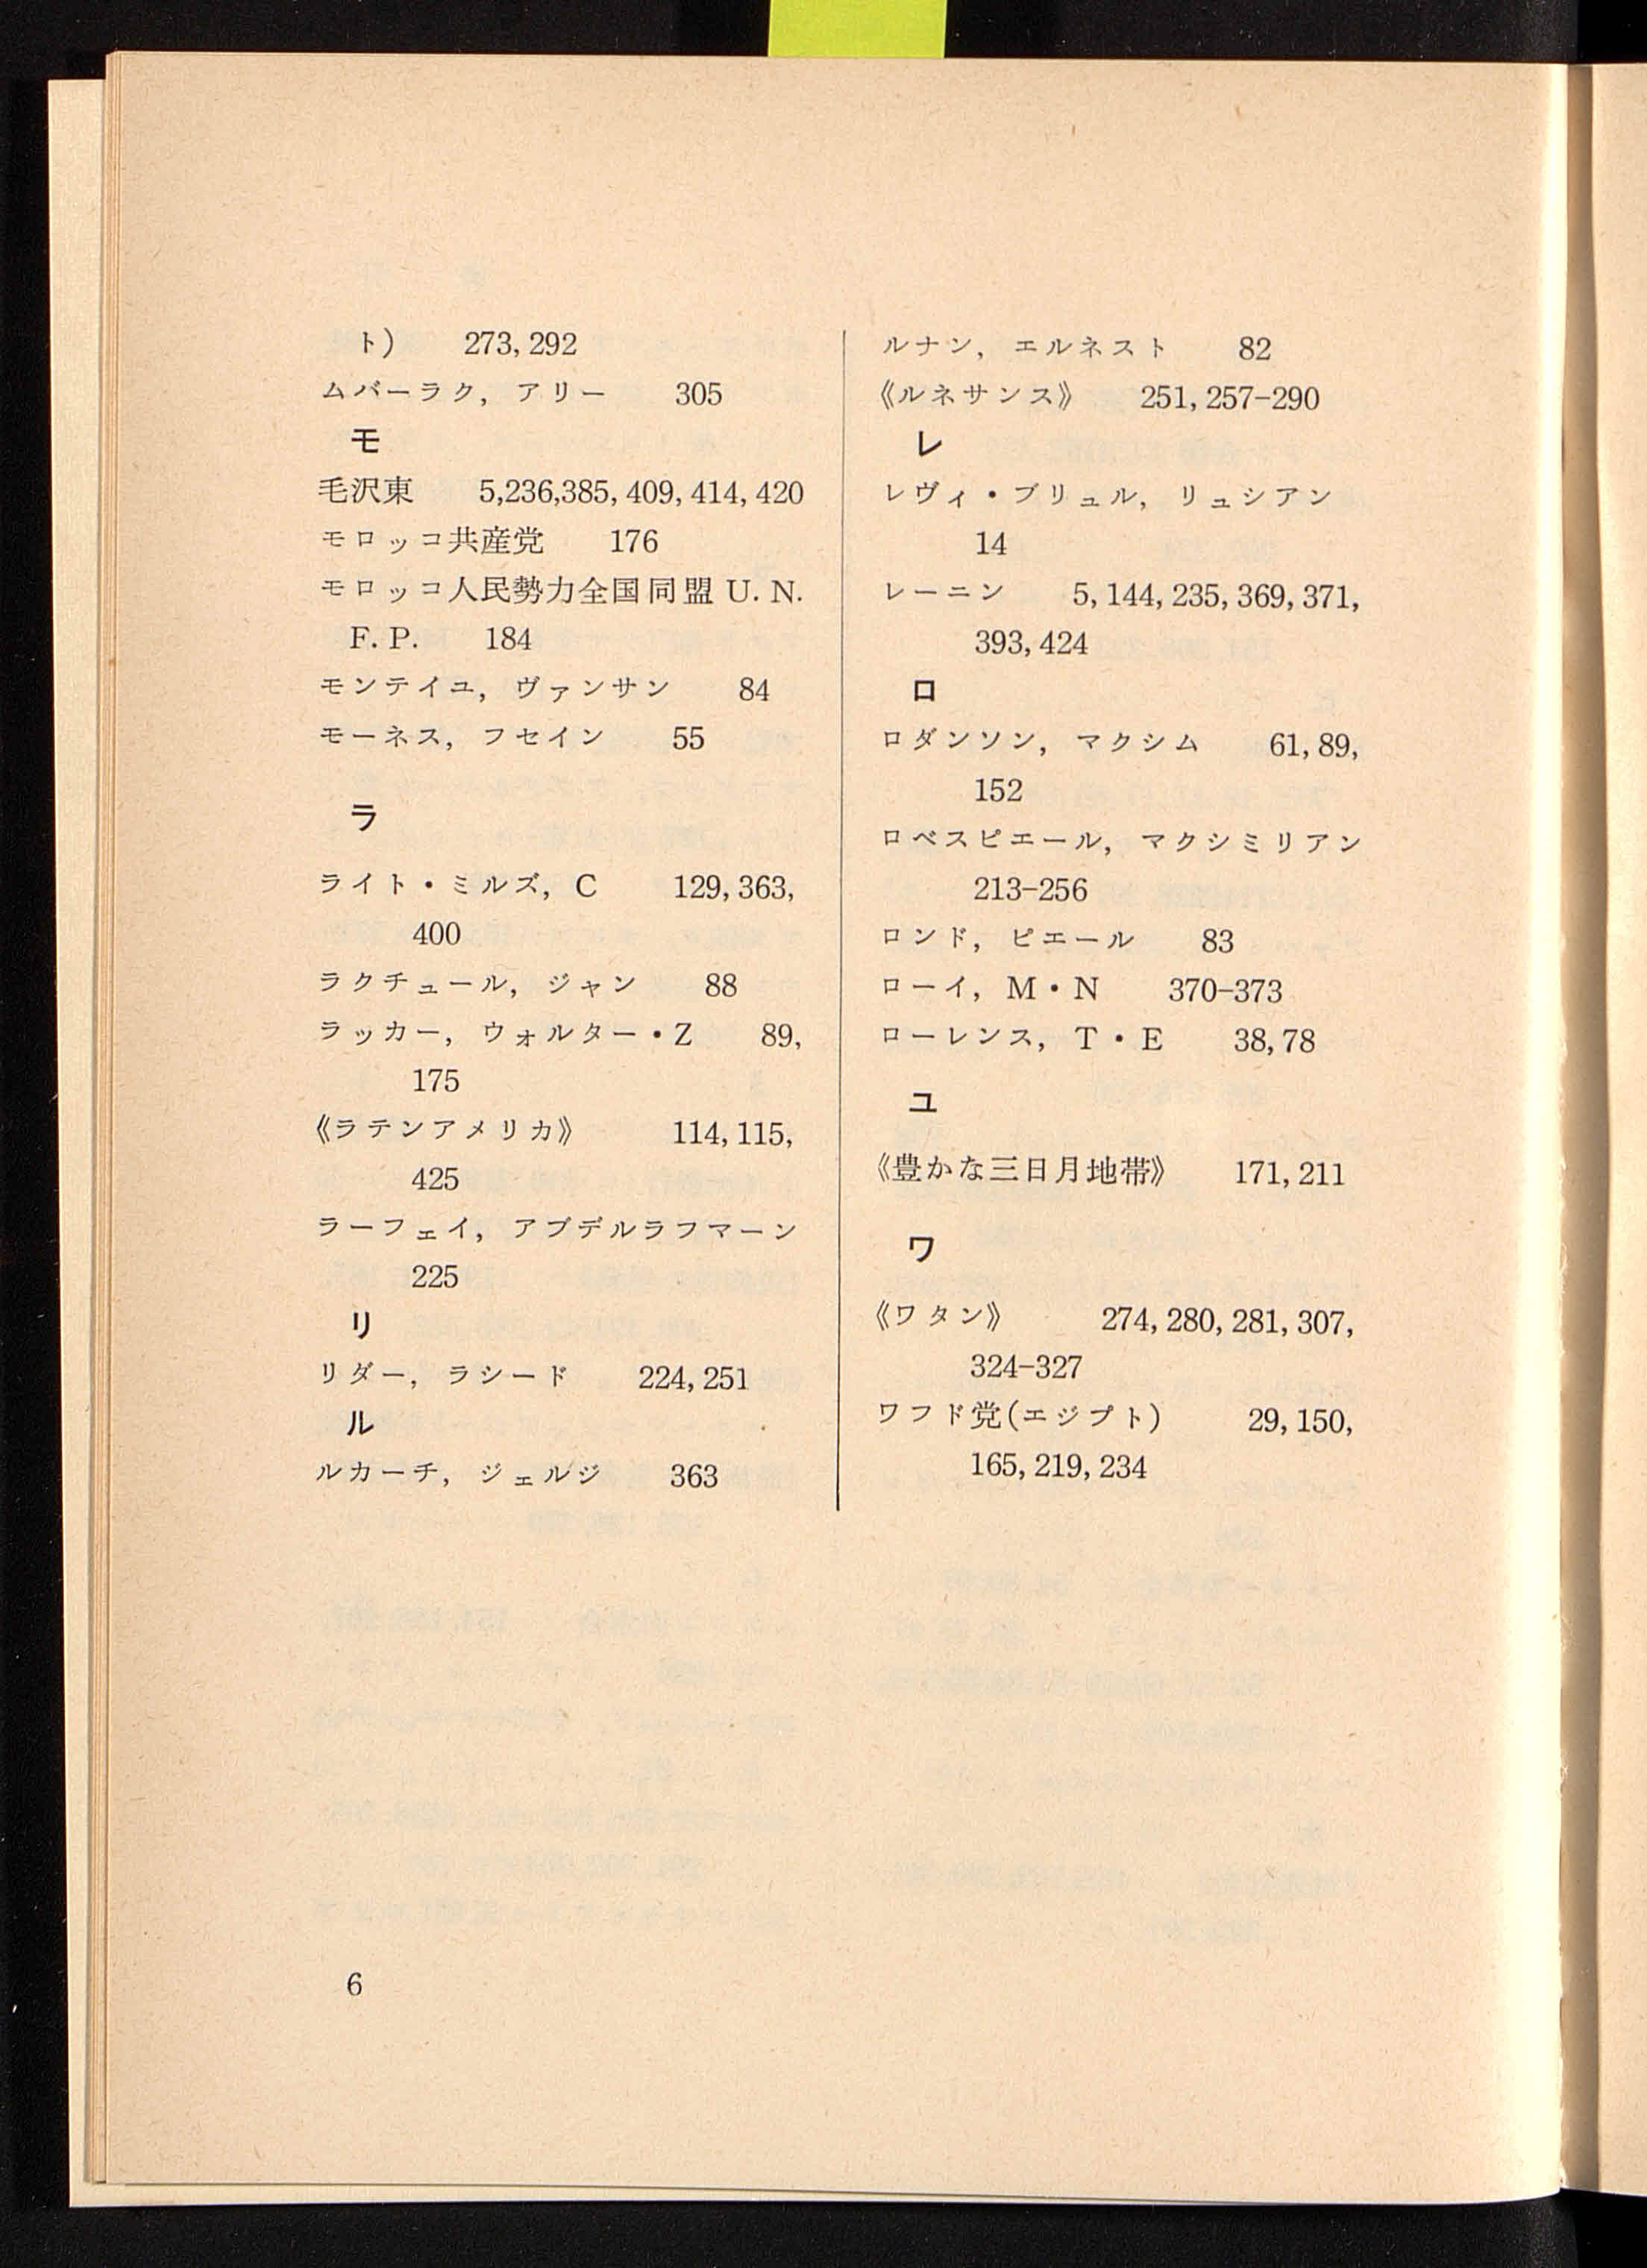 ト)　273, 292
ムバーラク, アリー　305
モ
毛沢東　5,236,385, 409, 414, 420
モロッコ共産党　176
モロッコ人民勢力全国同盟 U. N.
F. P.　184
モンテイユ, ヴァンサン　84
モーネス, フセイン　55
ラ
ライト・ミルズ, C　129, 363,
400
ラクチュール, ジャン　88
ラッカー, ウォルター・Z　89,
175
《ラテンアメリカ》　114, 115,
425
ラーフェイ, アブデルラフマーン
225
リ
リダー, ラシード　224, 251
ル
ルカーチ, ジェルジ　363
ルナン, エルネスト　82
《ルネサンス》　251, 257-290
レ
レヴィ・ブリュル, リュシアン
14
レーニン　5, 144, 235, 369, 371,
393, 424
ロ
ロダンソン, マクシム　61, 89,
152
ロベスピエール, マクシミリアン
213-256
ロンド, ピエール　83
ローイ, M・N　370-373
ローレンス, T・E　38, 78
ユ
《豊かな三日月地帯》　171, 211
ワ
《ワタン》　274, 280, 281, 307,
324-327
ワフド党(エジプト)　29, 150,
165, 219, 234
6